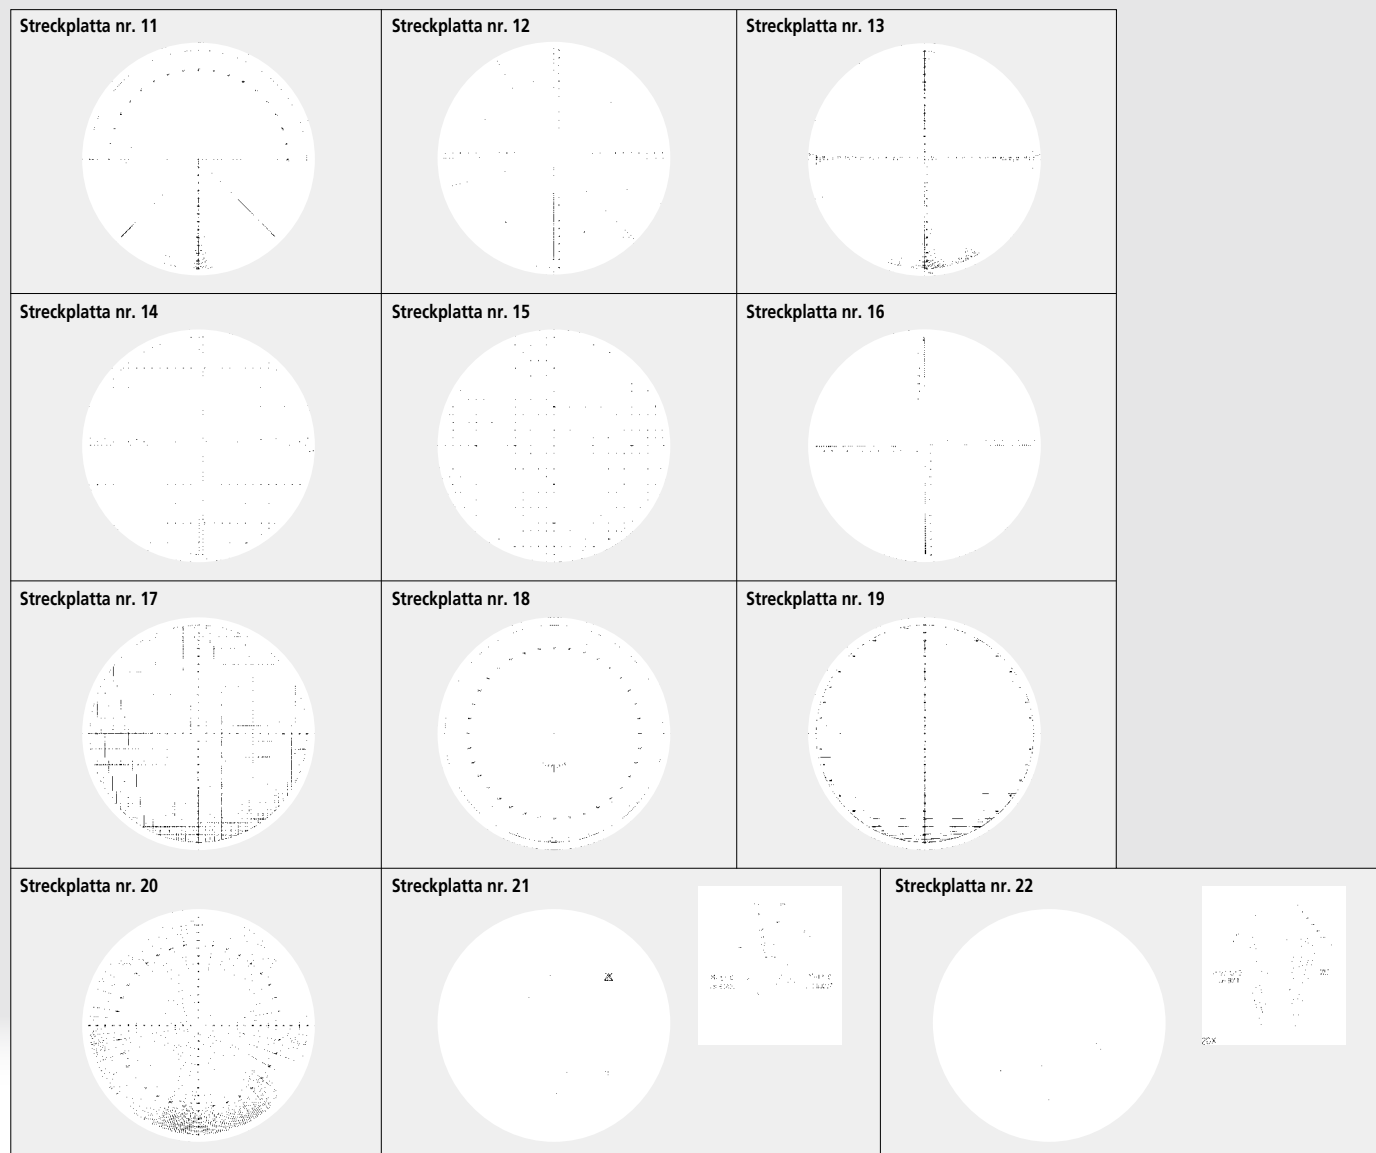 Streckplatta nr. 11
Streckplatta nr. 12
Streckplatta nr. 13
Streckplatta nr. 14
Streckplatta nr. 15
Streckplatta nr. 16
Streckplatta nr. 17
Streckplatta nr. 18
Streckplatta nr. 19
Streckplatta nr. 20
Streckplatta nr. 21
Streckplatta nr. 22
20X